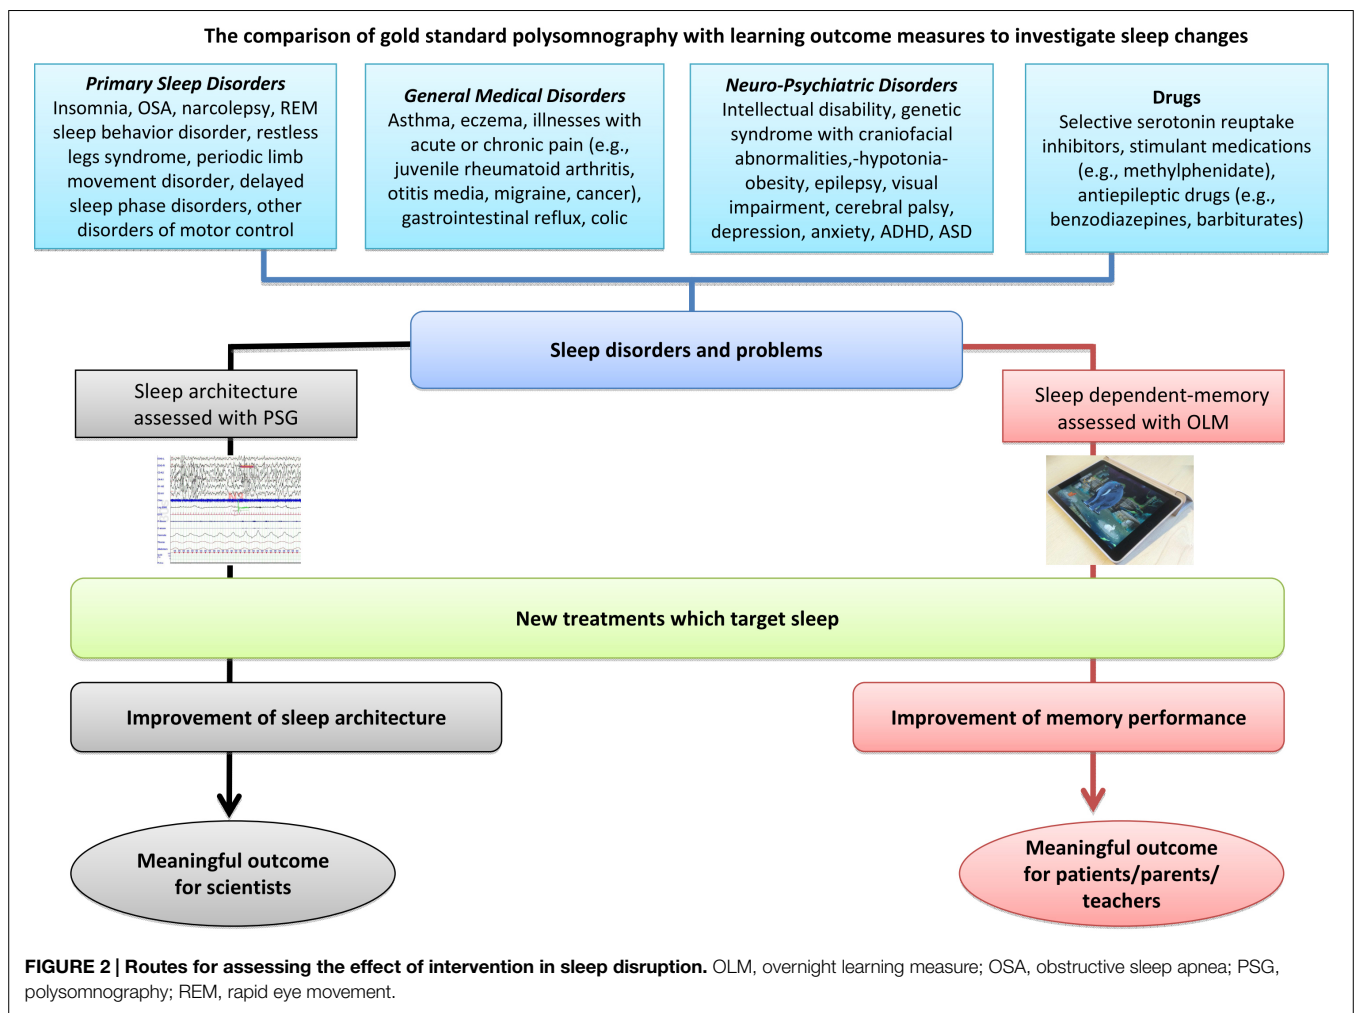 The comparison of gold standard polysomnography with learning outcome measures to investigate sleep changes
Primary Sleep Disorders
Insomnia, OSA, narcolepsy, REM
sleep behavior disorder, restless
legs syndrome, periodic limb
movement disorder, delayed
sleep phase disorders, other
disorders of motor control
General Medical Disorders
Asthma, eczema, illnesses with
acute or chronic pain (e.g.,
juvenile rheumatoid arthritis,
otitis media, migraine, cancer),
gastrointestinal reflux, colic
Neuro-Psychiatric Disorders
Intellectual disability, genetic
syndrome with craniofacial
abnormalities,-hypotonia-
obesity, epilepsy, visual
impairment, cerebral palsy,
depression, anxiety, ADHD, ASD
Drugs
Selective serotonin reuptake
inhibitors, stimulant medications
(e.g., methylphenidate),
antiepileptic drugs (e.g.,
benzodiazepines, barbiturates)
Sleep disorders and problems
Sleep architecture
assessed with PSG
Sleep dependent-memory
assessed with OLM
New treatments which target sleep
Improvement of sleep architecture
Improvement of memory performance
Meaningful outcome
for scientists
Meaningful outcome
for patients/parents/
teachers
FIGURE 2 | Routes for assessing the effect of intervention in sleep disruption. OLM, overnight learning measure; OSA, obstructive sleep apnea; PSG,
polysomnography; REM, rapid eye movement.